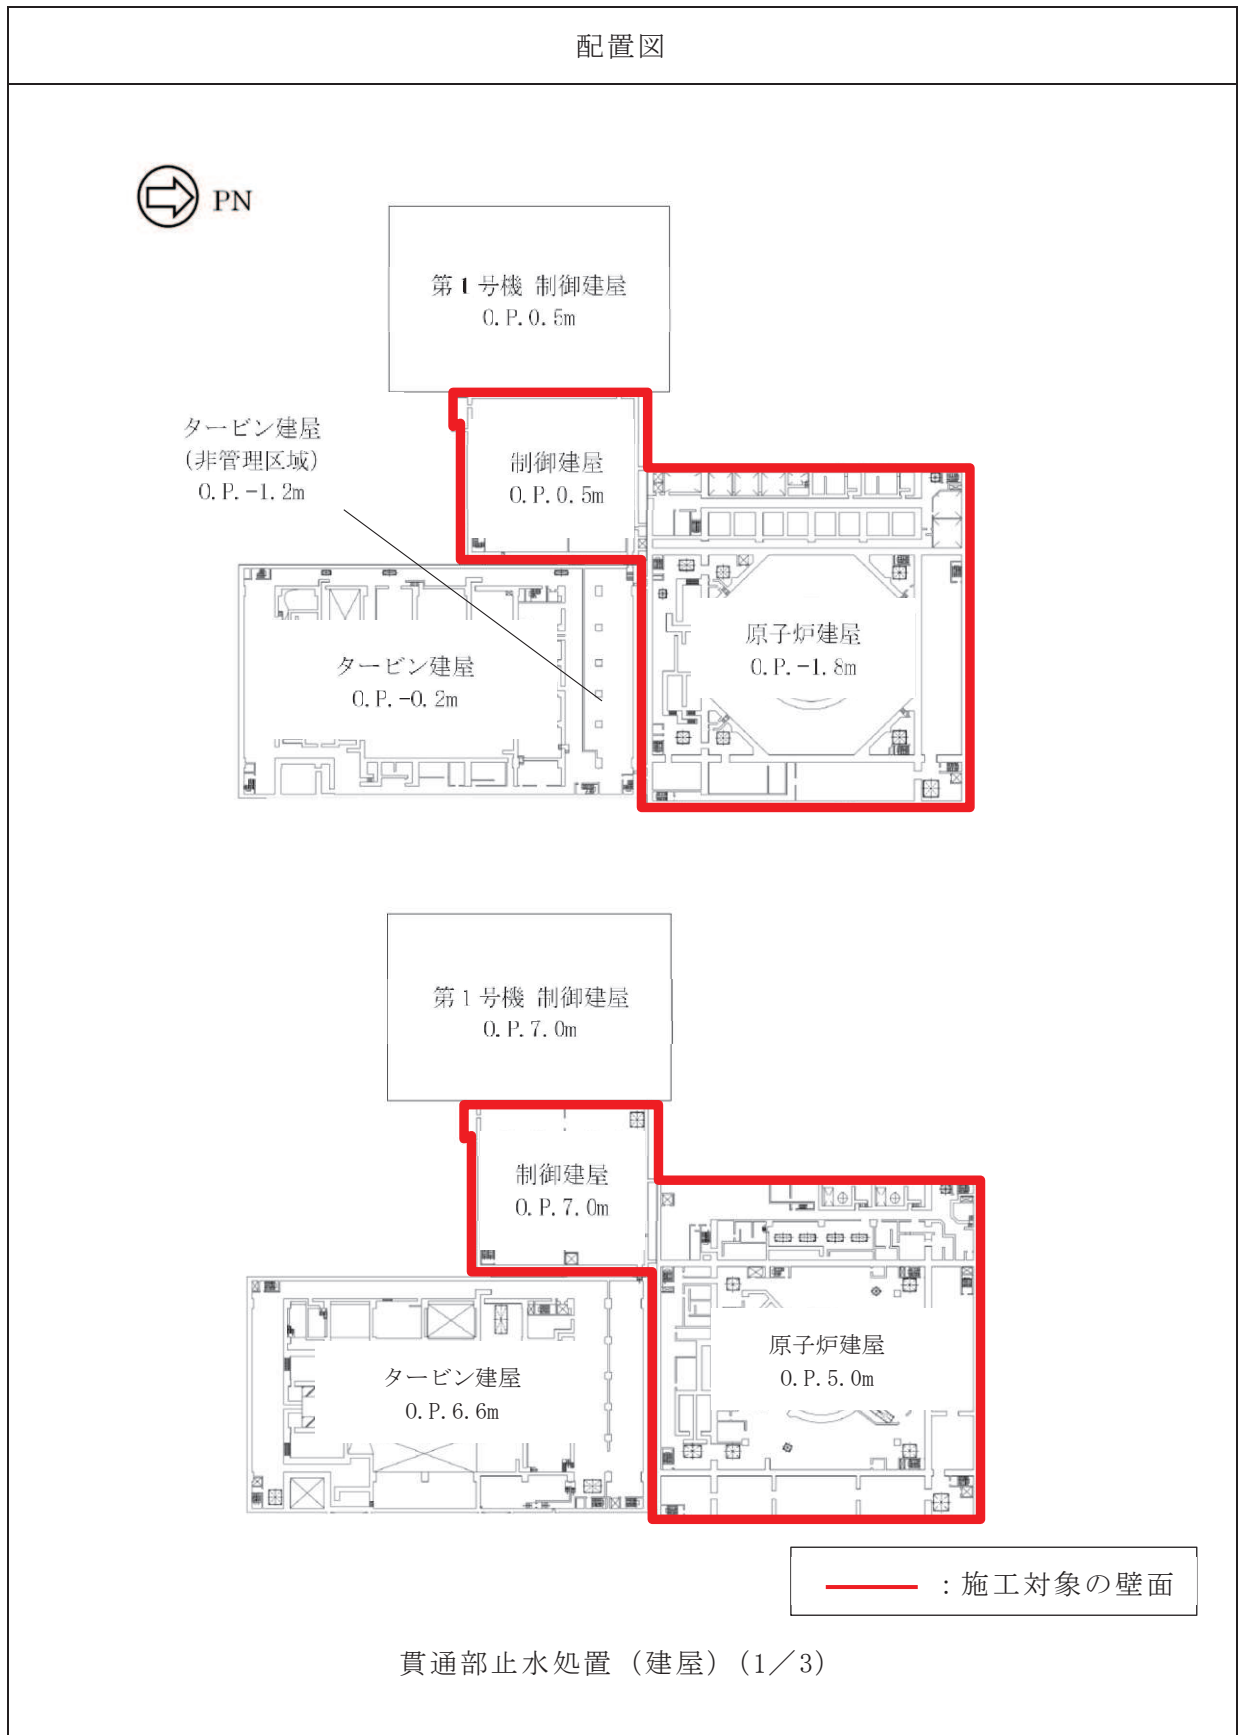 配置図
PN
第1号機 制御建屋
O.P.0.5m
タービン建屋
(非管理区域)
O.P.-1.2m
制御建屋
O.P.0.5m
原子炉建屋
O.P.-1.8m
タービン建屋
O.P.-0.2m
第1号機 制御建屋
O.P.7.0m
制御建屋
O.P.7.0m
原子炉建屋
O.P.5.0m
タービン建屋
O.P.6.6m
：施工対象の壁面
貫通部止水処置（建屋）(1／3)